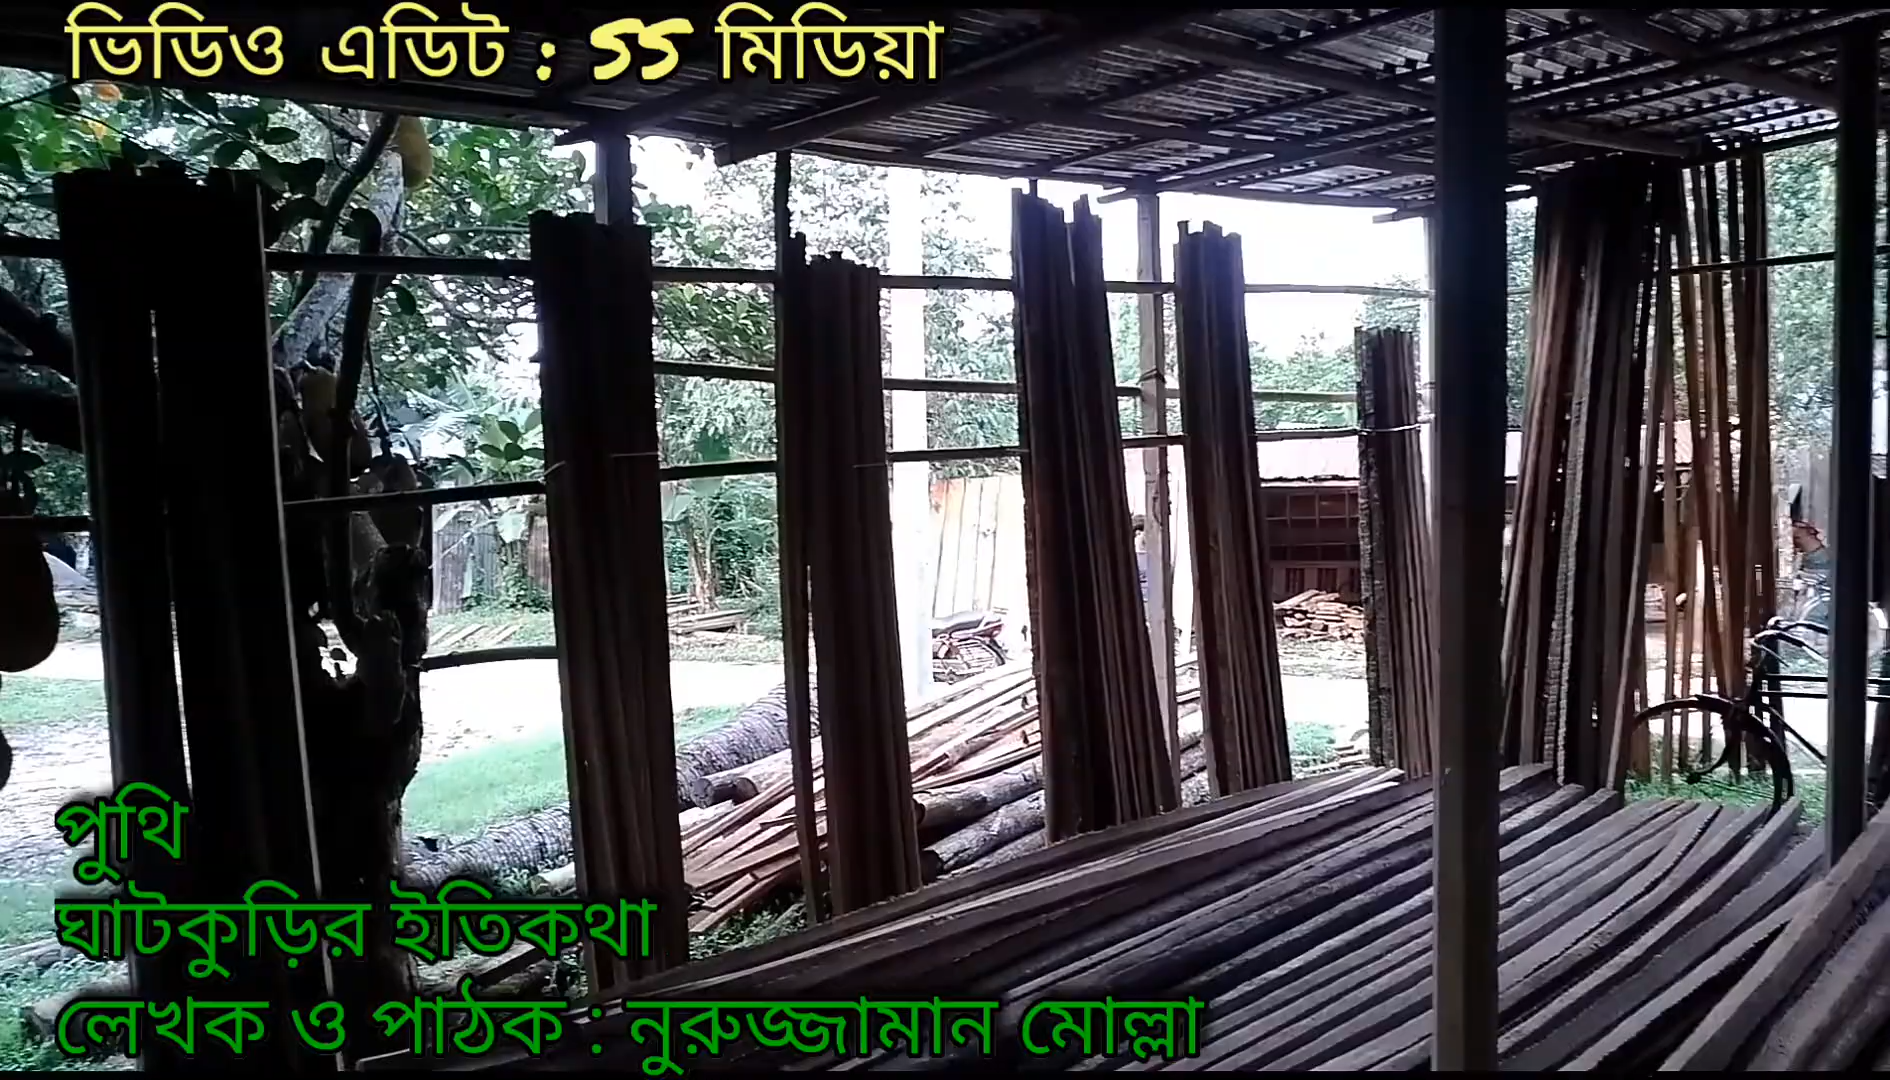 ভিডিও এডিট : SS মিডিয়া
পুথি
ঘাটকুড়ির ইতিকথা
লেখক ও পাঠক : নুরুজ্জামান মোল্লা